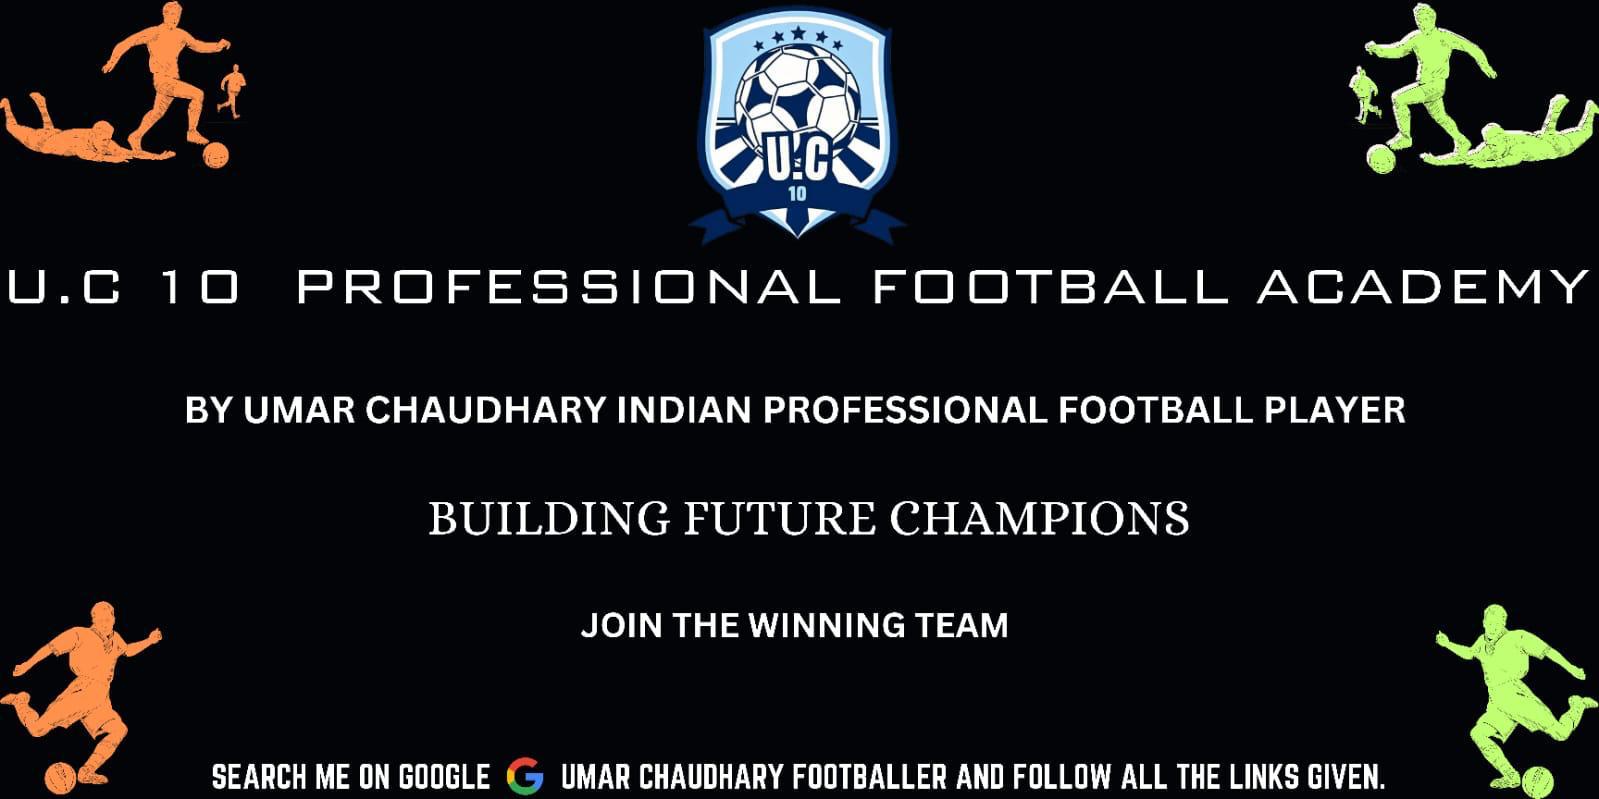 U.C
10
U.C 10 PROFESSIONAL FOOTBALL ACADEMY
BY UMAR CHAUDHARY INDIAN PROFESSIONAL FOOTBALL PLAYER
BUILDING FUTURE CHAMPIONS
JOIN THE WINNING TEAM
SEARCH ME ON GOOGLE G UMAR CHAUDHARY FOOTBALLER AND FOLLOW ALL THE LINKS GIVEN.